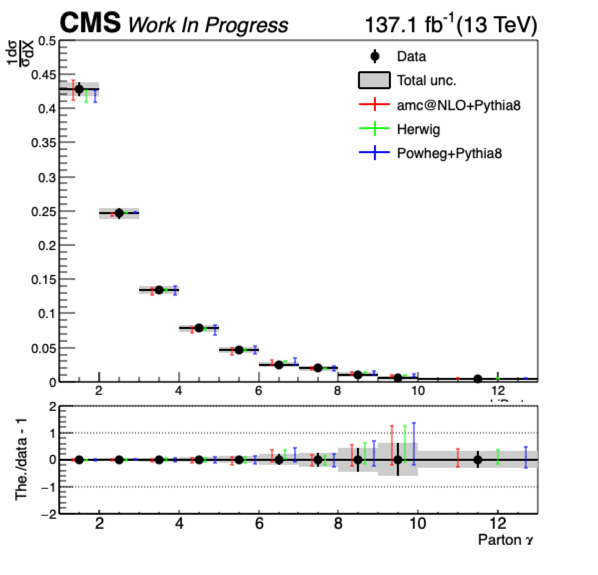 CMS Work In Progress 137.1 fb-1(13 TeV)
1dσ
σdX
0.5
0.45
0.4
0.35
0.3
0.25
0.2
0.15
0.1
0.05
0
Data
Total unc.
amc@NLO+Pythia8
Herwig
Powheg+Pythia8
2 4 6 8 10 12
The./data - 1
2
1
0
−1
−2
2 4 6 8 10 12
Parton γ